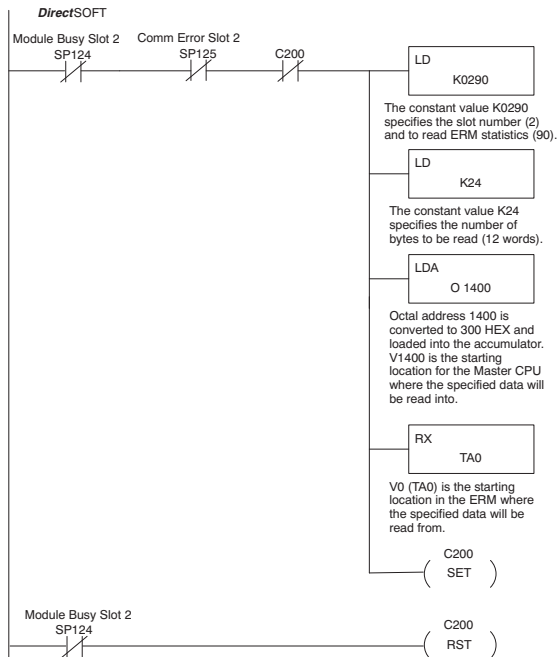 DirectSOFT
Module Busy Slot 2
SP124
Comm Error Slot 2
SP125
C200
LD
K0290
The constant value K0290
specifies the slot number (2)
and to read ERM statistics (90).
LD
K24
The constant value K24
specifies the number of
bytes to be read (12 words).
LDA
O 1400
Octal address 1400 is
converted to 300 HEX and
loaded into the accumulator.
V1400 is the starting
location for the Master CPU
where the specified data will
be read into.
RX
TA0
V0 (TA0) is the starting
location in the ERM where
the specified data will be
read from.
C200
SET
Module Busy Slot 2
SP124
C200
RST